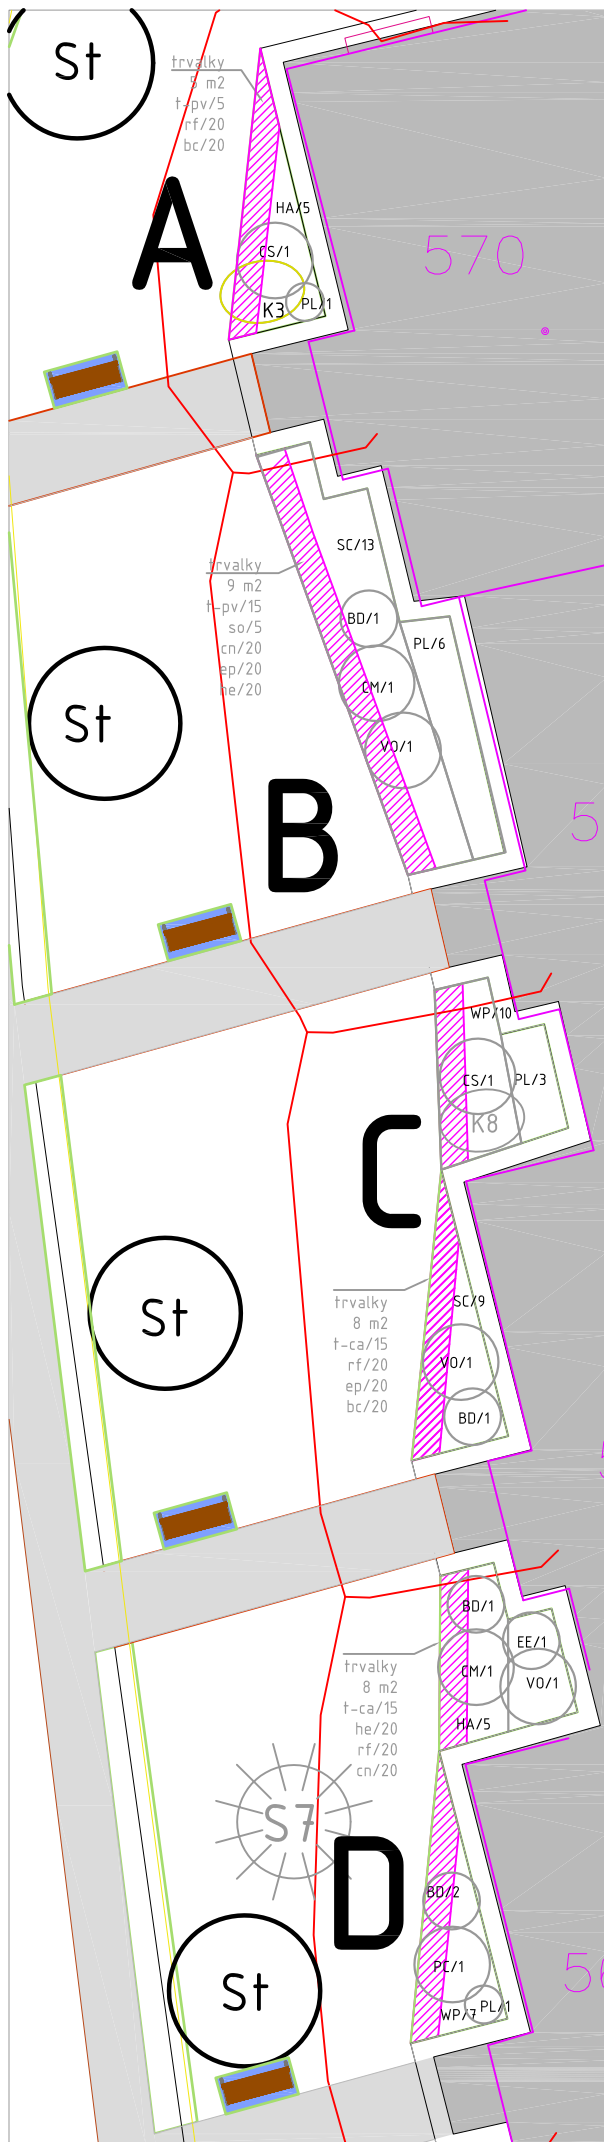 St
trvalky
5 m2
t-pv/5
rf/20
bc/20
A
HA/5
CS/1
K3
PL/1
570
SC/13
trvalky
9 m2
t-pv/15
so/5
cn/20
ep/20
he/20
BD/1
PL/6
CM/1
VO/1
St
B
5
WP/10
CS/1
PL/3
K8
C
trvalky
8 m2
t-ca/15
rf/20
ep/20
bc/20
SC/9
VO/1
BD/1
St
5
BD/1
EE/1
CM/1
VO/1
HA/5
trvalky
8 m2
t-ca/15
he/20
rf/20
cn/20
S7
D
BD/2
PC/1
WP/7
PL/1
St
56